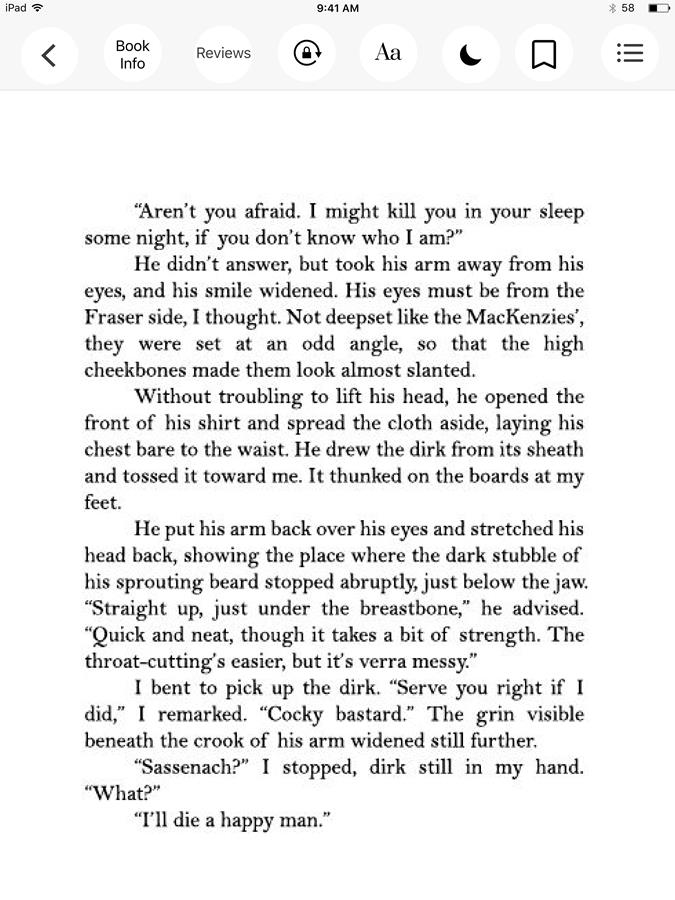 iPad 9:41 AM 58
Book
Info
Reviews
Aa
“Aren’t you afraid. I might kill you in your sleep
some night, if you don’t know who I am?”
He didn’t answer, but took his arm away from his
eyes, and his smile widened. His eyes must be from the
Fraser side, I thought. Not deepset like the MacKenzies’,
they were set at an odd angle, so that the high
cheekbones made them look almost slanted.
Without troubling to lift his head, he opened the
front of his shirt and spread the cloth aside, laying his
chest bare to the waist. He drew the dirk from its sheath
and tossed it toward me. It thunked on the boards at my
feet.
He put his arm back over his eyes and stretched his
head back, showing the place where the dark stubble of
his sprouting beard stopped abruptly, just below the jaw.
“Straight up, just under the breastbone,” he advised.
“Quick and neat, though it takes a bit of strength. The
throat-cutting’s easier, but it’s verra messy.”
I bent to pick up the dirk. “Serve you right if I
did,” I remarked. “Cocky bastard.” The grin visible
beneath the crook of his arm widened still further.
“Sassenach?” I stopped, dirk still in my hand.
“What?”
“I’ll die a happy man.”